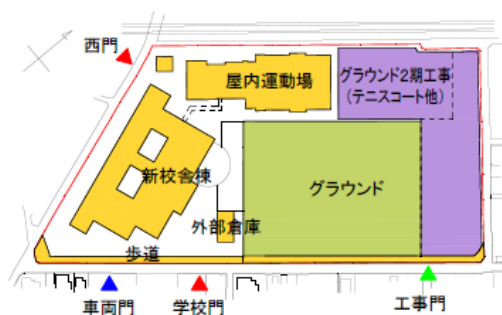 西門
屋内運動場
グラウンド2期工事
(テニスコート他)
新校舎棟
グラウンド
外部倉庫
歩道
車両門
学校門
工事門